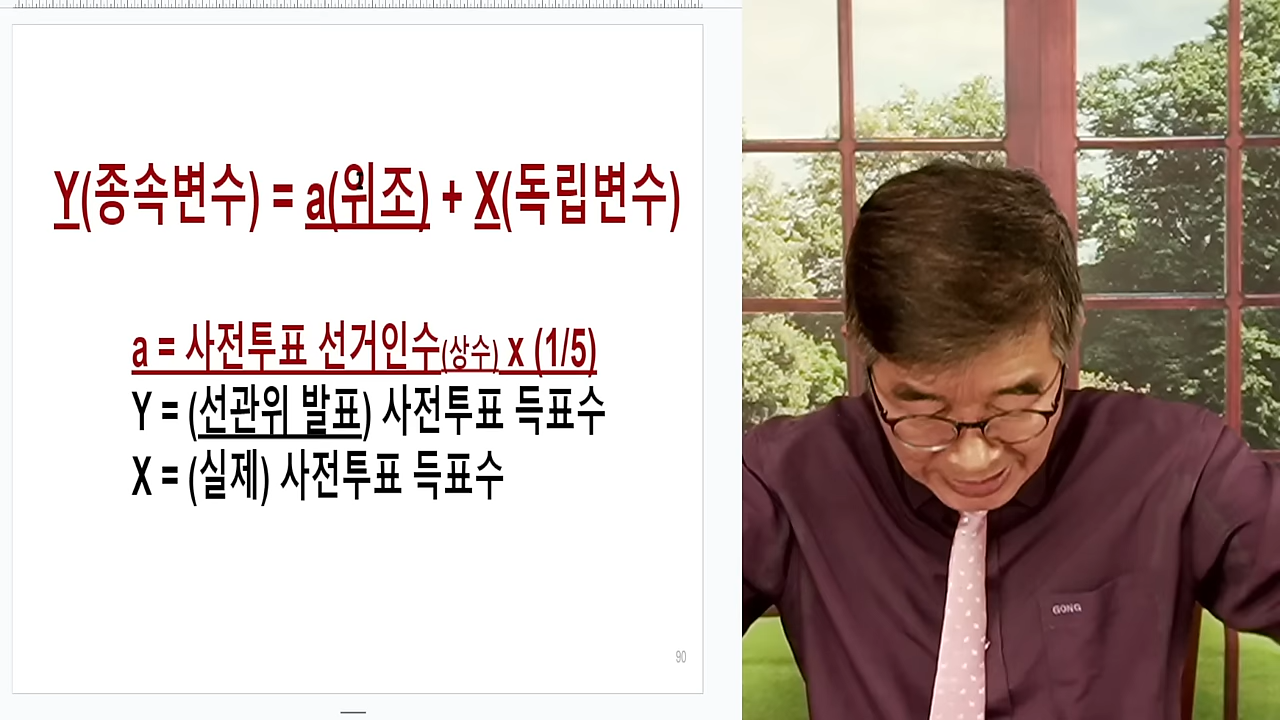 Y(종속변수) = a(위조) + X(독립변수)
a = 사전투표 선거인수(상수) x (1/5)
Y = (선관위 발표) 사전투표 득표수
X = (실제) 사전투표 득표수
90
GONG